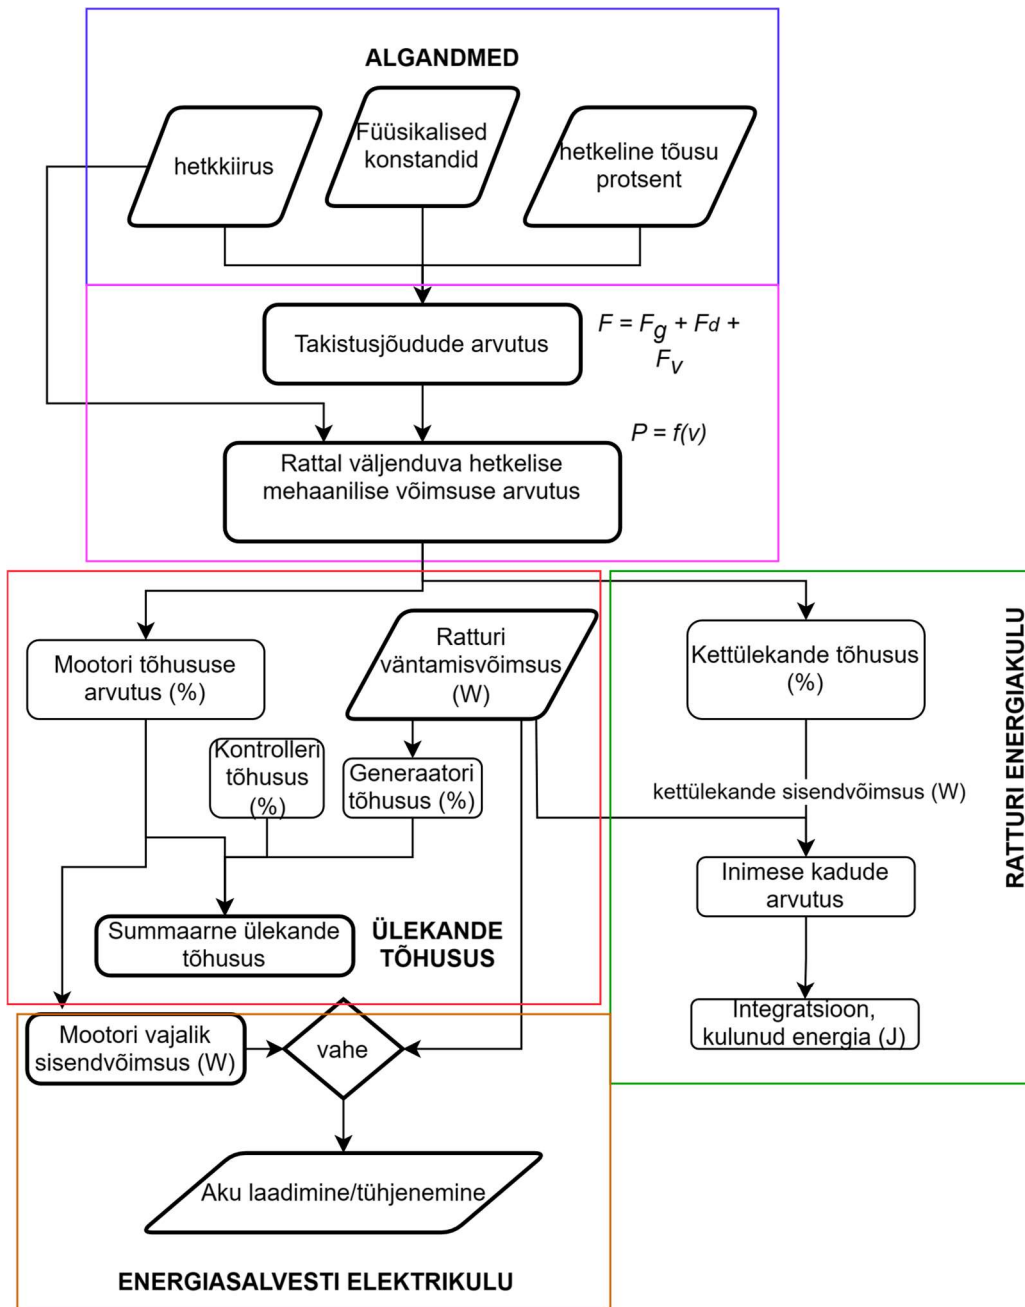 ALGANDMED
hetkkiirus
Füüsikalised
konstandid
hetkeline tõusu
protsent
Takistusjõudude arvutus
F = Fg + Fd +
Fv
P = f(v)
Rattal väljenduva hetkelise
mehaanilise võimsuse arvutus
Mootori tõhususe
arvutus (%)
Ratturi
väntamisvõimsus
(W)
Kontrolleri
tõhusus
(%)
Generaatori
tõhusus (%)
Summaarne ülekande
tõhusus
ÜLEKANDE
TÕHUSUS
Kettülekande tõhusus
(%)
kettülekande sisendvõimsus (W)
Inimese kadude
arvutus
Integratsioon,
kulunud energia (J)
RATTURI ENERGIAKULU
Mootori vajalik
sisendvõimsus (W)
vahe
Aku laadimine/tühjenemine
ENERGIASALVESTI ELEKTRIKULU